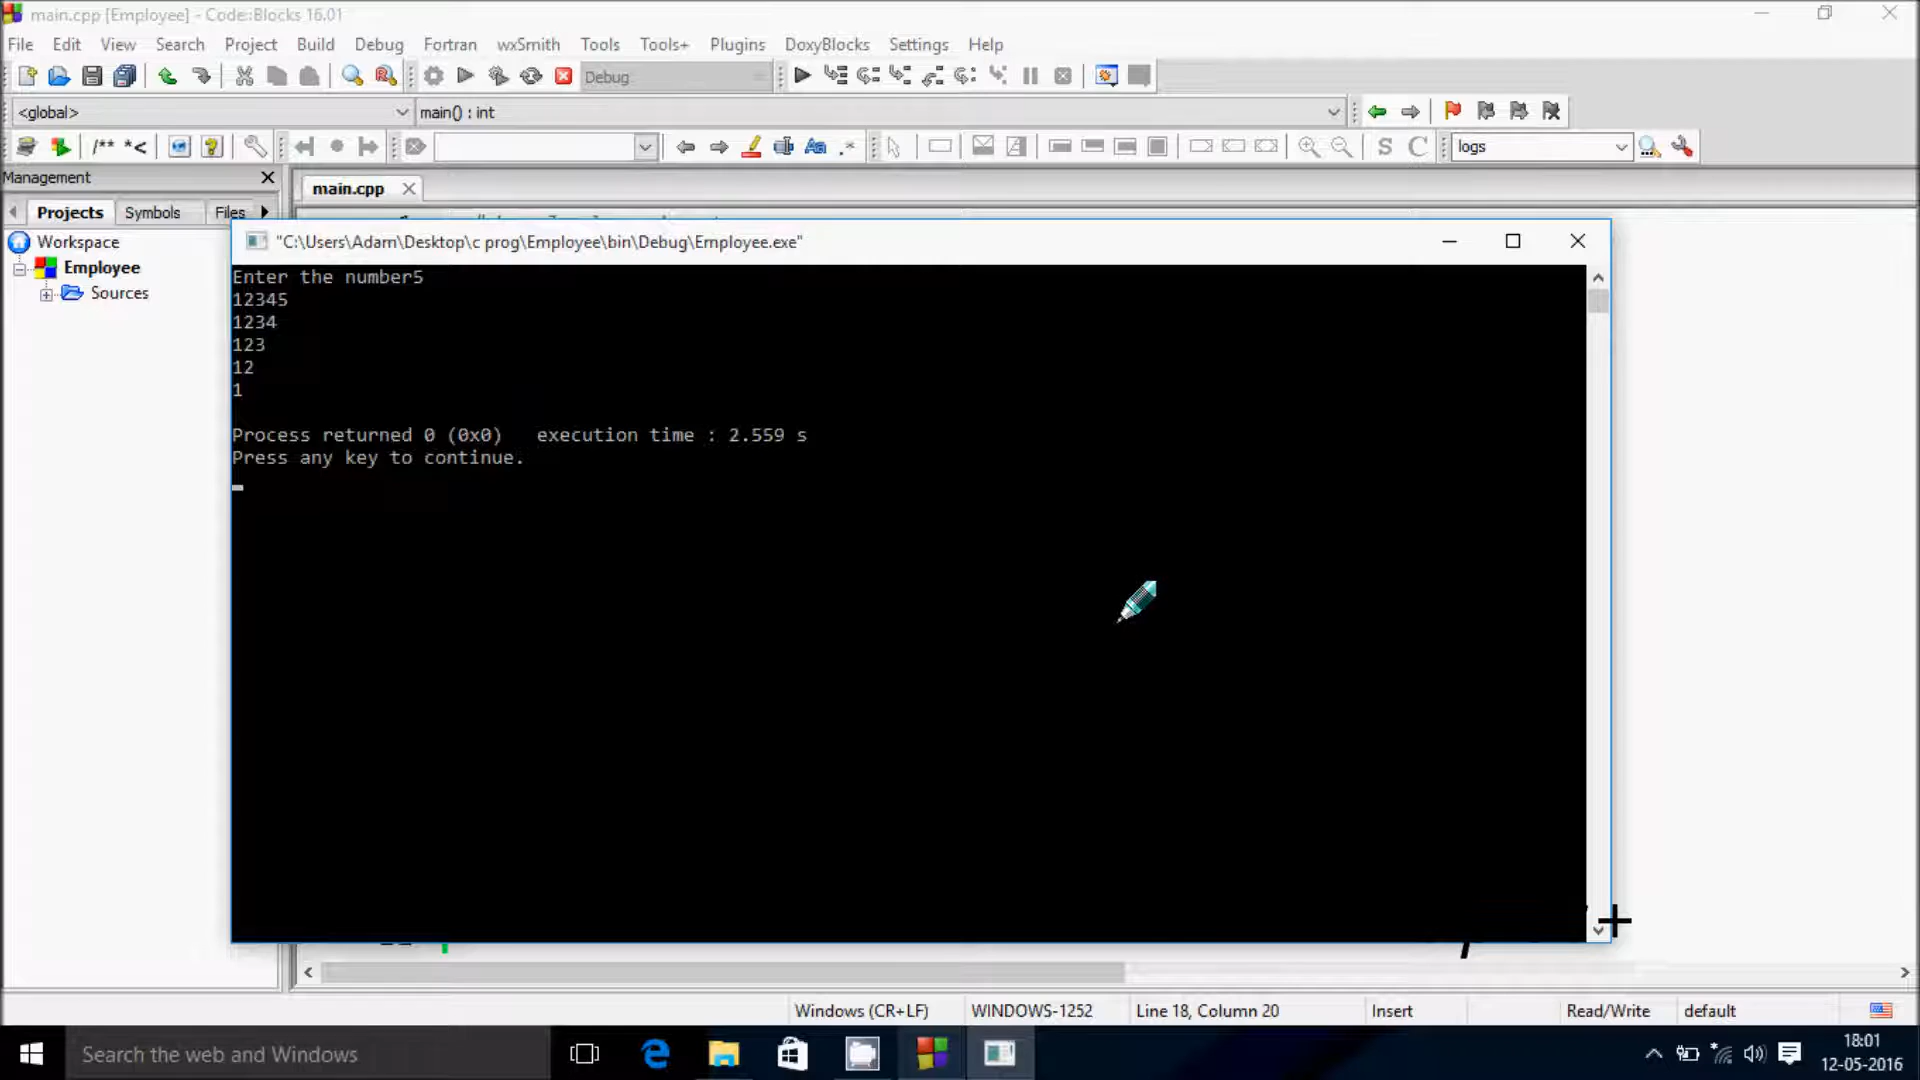 main.cpp [Employee] - Code::Blocks 16.01
File Edit View Search Project Build Debug Fortran wxSmith Tools Tools+ Plugins DoxyBlocks Settings Help
Debug
<global> main() : int
/** *< Aa .* S C logs
Management
main.cpp
Projects Symbols Files
Workspace
Employee
Sources
"C:\Users\Adam\Desktop\c prog\Employee\bin\Debug\Employee.exe"
Enter the number5
12345
1234
123
12
1
Process returned 0 (0x0) execution time : 2.559 s
Press any key to continue.
Windows (CR+LF) WINDOWS-1252 Line 18, Column 20 Insert Read/Write default
Search the web and Windows
18:01
12-05-2016